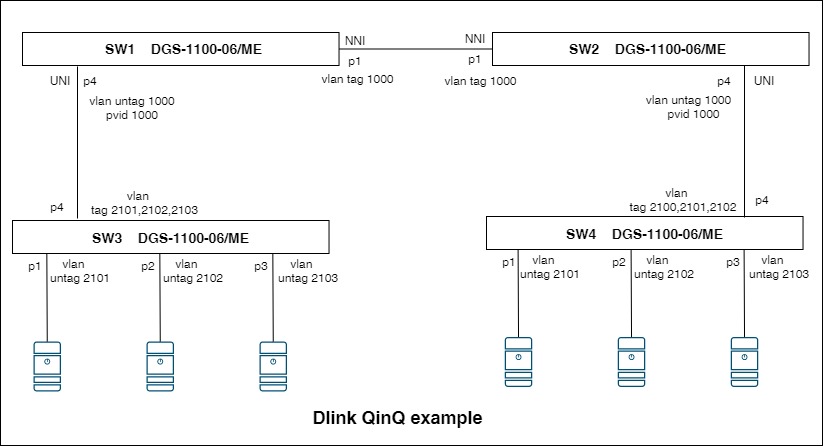 SW1 DGS-1100-06/ME
NNI
NNI
SW2 DGS-1100-06/ME
p1
p1
UNI p4
vlan tag 1000
vlan tag 1000
p4 UNI
vlan untag 1000
pvid 1000
vlan untag 1000
pvid 1000
vlan
p4 tag 2101,2102,2103
vlan
tag 2100,2101,2102 p4
SW3 DGS-1100-06/ME
SW4 DGS-1100-06/ME
p1 vlan
untag 2101
p2 vlan
untag 2102
p3 vlan
untag 2103
p1 vlan
untag 2101
p2 vlan
untag 2102
p3 vlan
untag 2103
Dlink QinQ example